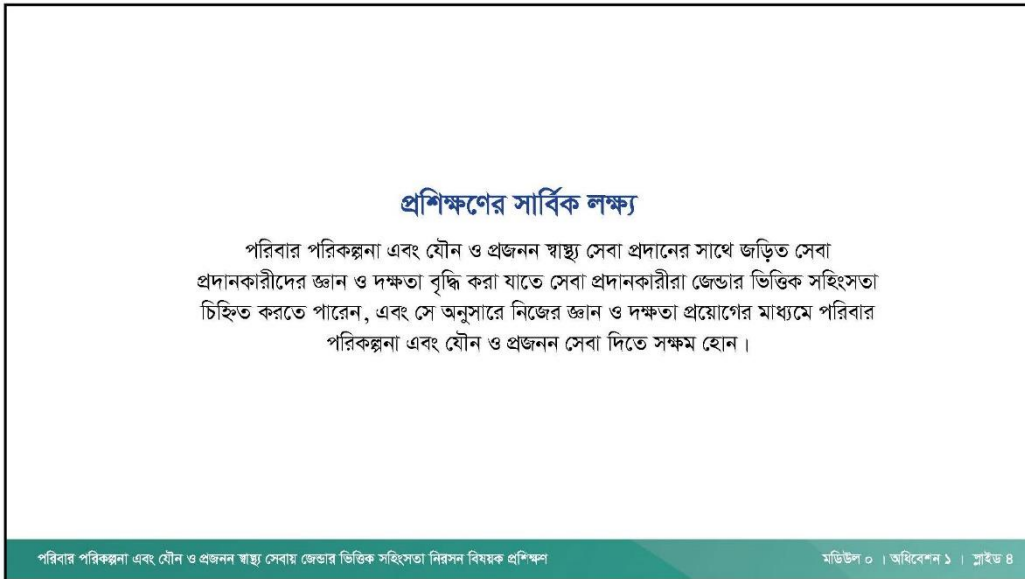 প্রশিক্ষণের সার্বিক লক্ষ্য
পরিবার পরিকল্পনা এবং যৌন ও প্রজনন স্বাস্থ্য সেবা প্রদানের সাথে জড়িত সেবা
প্রদানকারীদের জ্ঞান ও দক্ষতা বৃদ্ধি করা যাতে সেবা প্রদানকারীরা জেন্ডার ভিত্তিক সহিংসতা
চিহ্নিত করতে পারেন, এবং সে অনুসারে নিজের জ্ঞান ও দক্ষতা প্রয়োগের মাধ্যমে পরিবার
পরিকল্পনা এবং যৌন ও প্রজনন সেবা দিতে সক্ষম হোন।
পরিবার পরিকল্পনা এবং যৌন ও প্রজনন স্বাস্থ্য সেবায় জেন্ডার ভিত্তিক সহিংসতা নিরসন বিষয়ক প্রশিক্ষণ
মডিউল ০ । অধিবেশন ১ । স্লাইড ৪